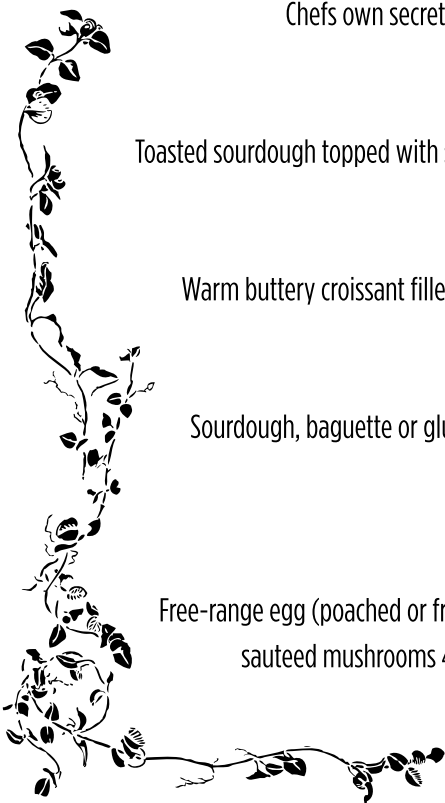 Chefs own secret
Toasted sourdough topped with
Warm buttery croissant fille
Sourdough, baguette or glu
Free-range egg (poached or fr
sauteed mushrooms